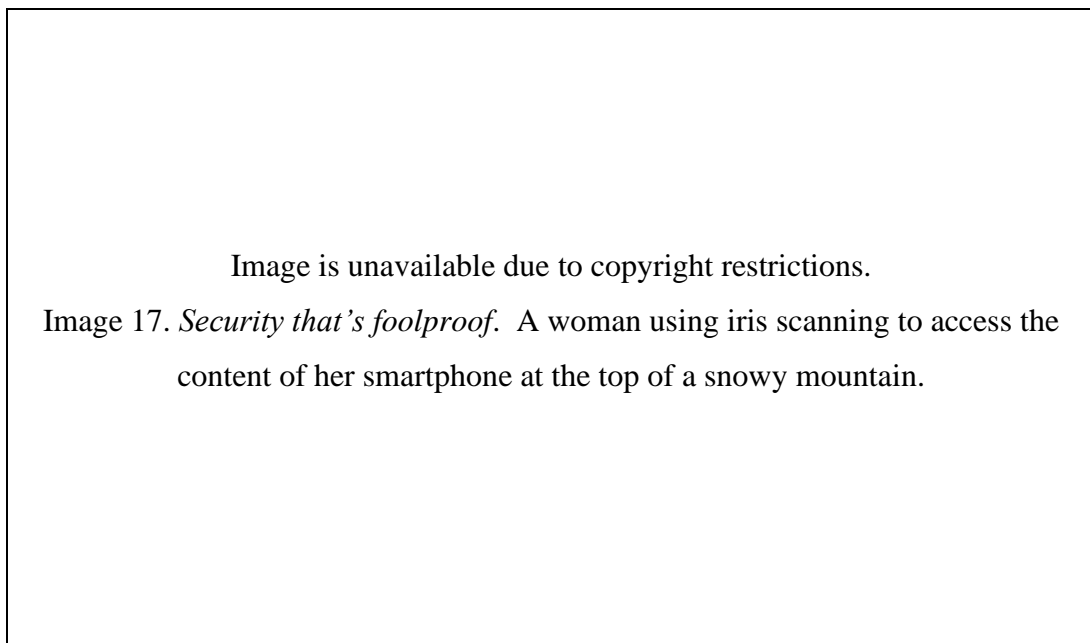 Image is unavailable due to copyright restrictions.
Image 17. Security that’s foolproof.  A woman using iris scanning to access the
content of her smartphone at the top of a snowy mountain.